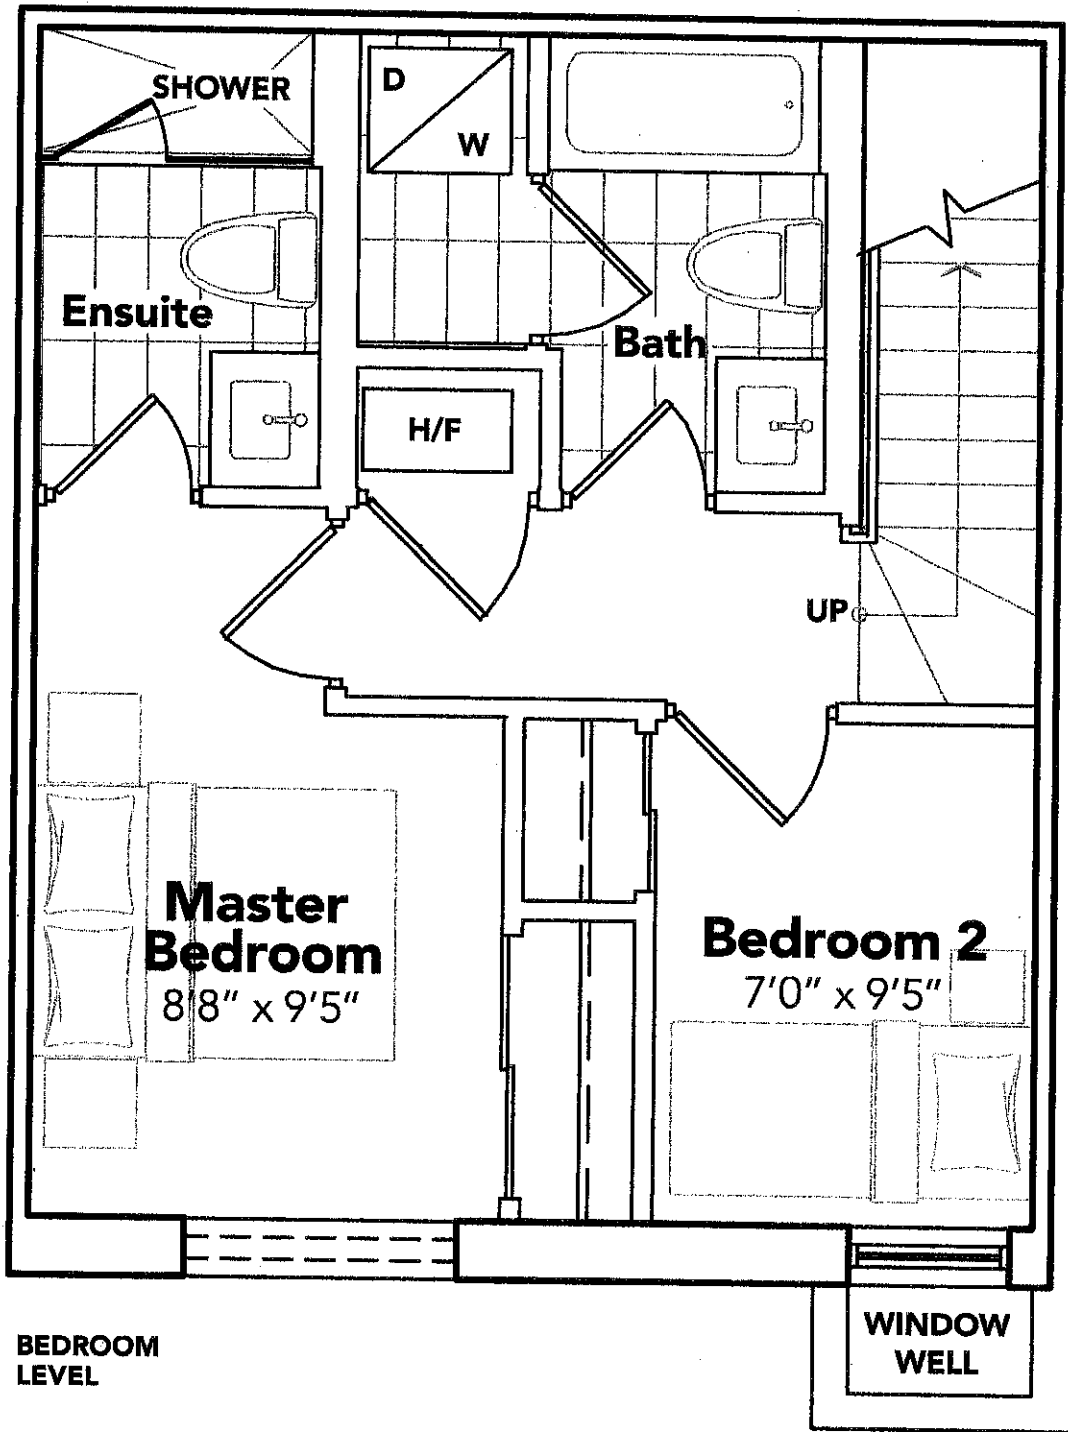 SHOWER
D
W
Ensuite
Bath
H/F
UP
Master
Bedroom
8'8" x 9'5"
Bedroom 2
7'0" x 9'5"
WINDOW
WELL
BEDROOM
LEVEL